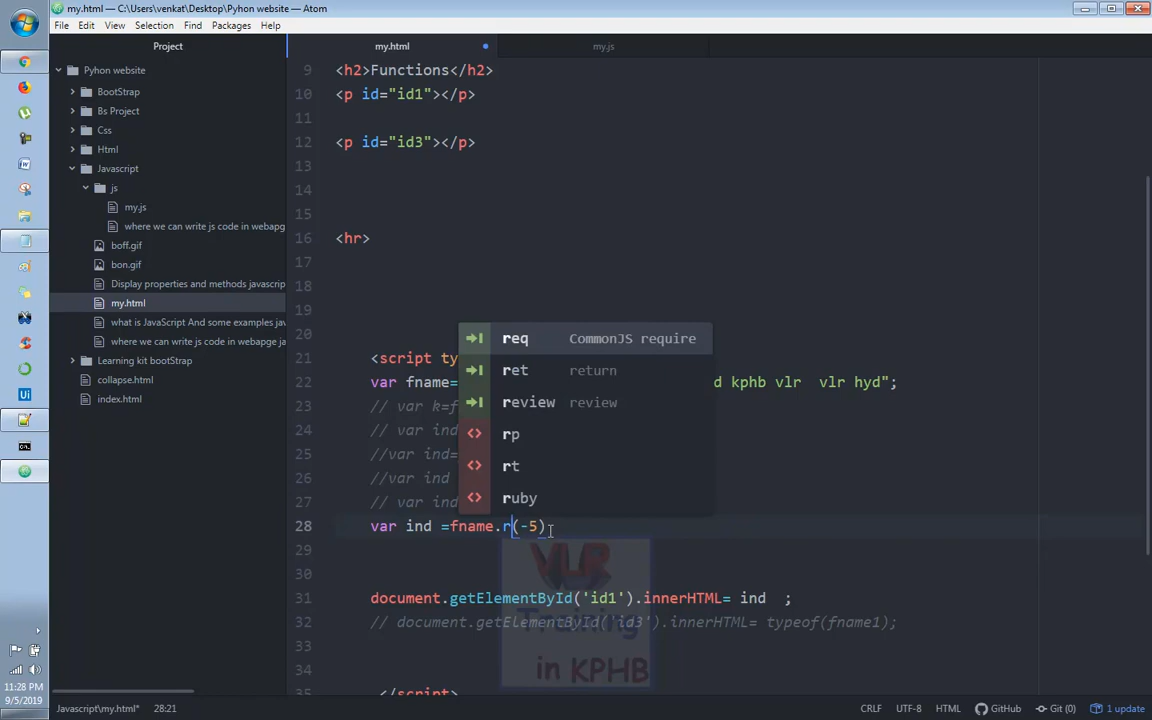 my.html — C:\Users\venkat\Desktop\Pyhon website — Atom
File Edit View Selection Find Packages Help
Project
my.html
my.js
Pyhon website
BootStrap
Bs Project
Css
Html
Javascript
js
my.js
where we can write js code in webpag
boff.gif
bon.gif
Display properties and methods javascrip
my.html
what is JavaScript And some examples jav
where we can write js code in webpage ja
Learning kit bootStrap
collapse.html
index.html
9 <h2>Functions</h2>
10 <p id="id1"></p>
11
12 <p id="id3"></p>
13
14
15
16 <hr>
17
18
19
20
21 <script ty
22 var fname= d kphb vlr  vlr hyd";
23 // var k=f
24 // var ind
25 //var ind=
26 //var ind
27 // var ind
28 var ind =fname.r(-5)
29
30
31 document.getElementById('id1').innerHTML= ind  ;
32 // document.getElementById('id3').innerHTML= typeof(fname1);
33
34
35 </script>
req CommonJS require
ret return
review review
rp
rt
ruby
VLR
Training
in KPHB
Javascript\my.html* 28:21 CRLF UTF-8 HTML GitHub Git (0) 1 update
11:28 PM
9/5/2019